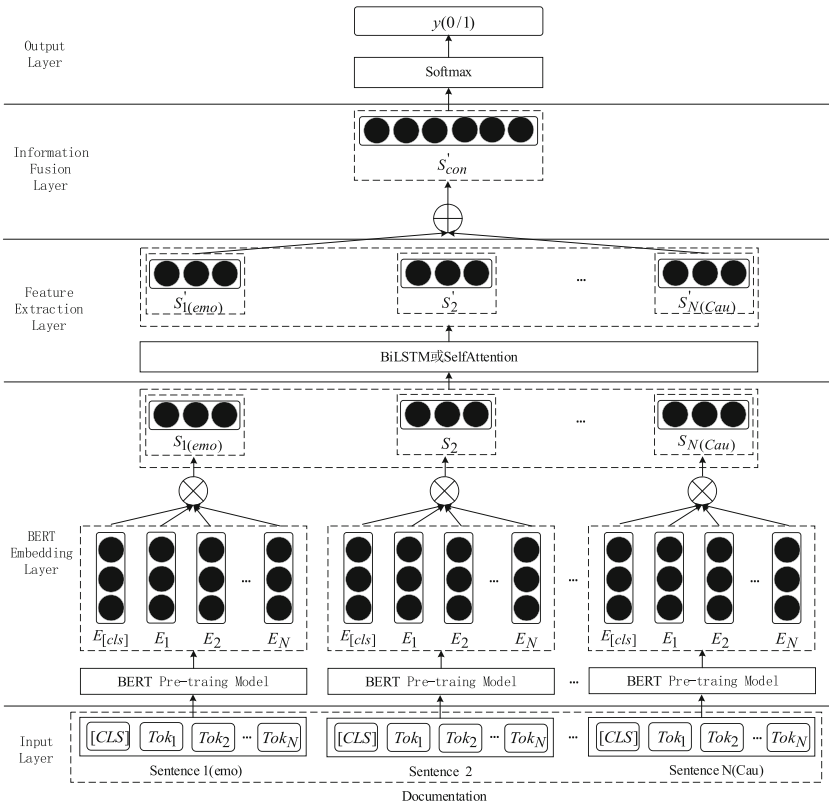 y(0/1)
Output
Layer
Softmax
Information
Fusion
Layer
S'con
Feature
Extraction
Layer
S'1(emo) S'2 ... S'N(Cau)
BiLSTM或SelfAttention
S1(emo) S2 ... SN(Cau)
BERT
Embedding
Layer
... ... ... ...
E[cls] E1 E2 EN E[cls] E1 E2 EN E[cls] E1 E2 EN
BERT Pre-traing Model BERT Pre-traing Model ... BERT Pre-traing Model
Input
Layer
[CLS] Tok1 Tok2 ... TokN [CLS] Tok1 Tok2 ... TokN ... [CLS] Tok1 Tok2 ... TokN
Sentence 1(emo) Sentence 2 Sentence N(Cau)
Documentation